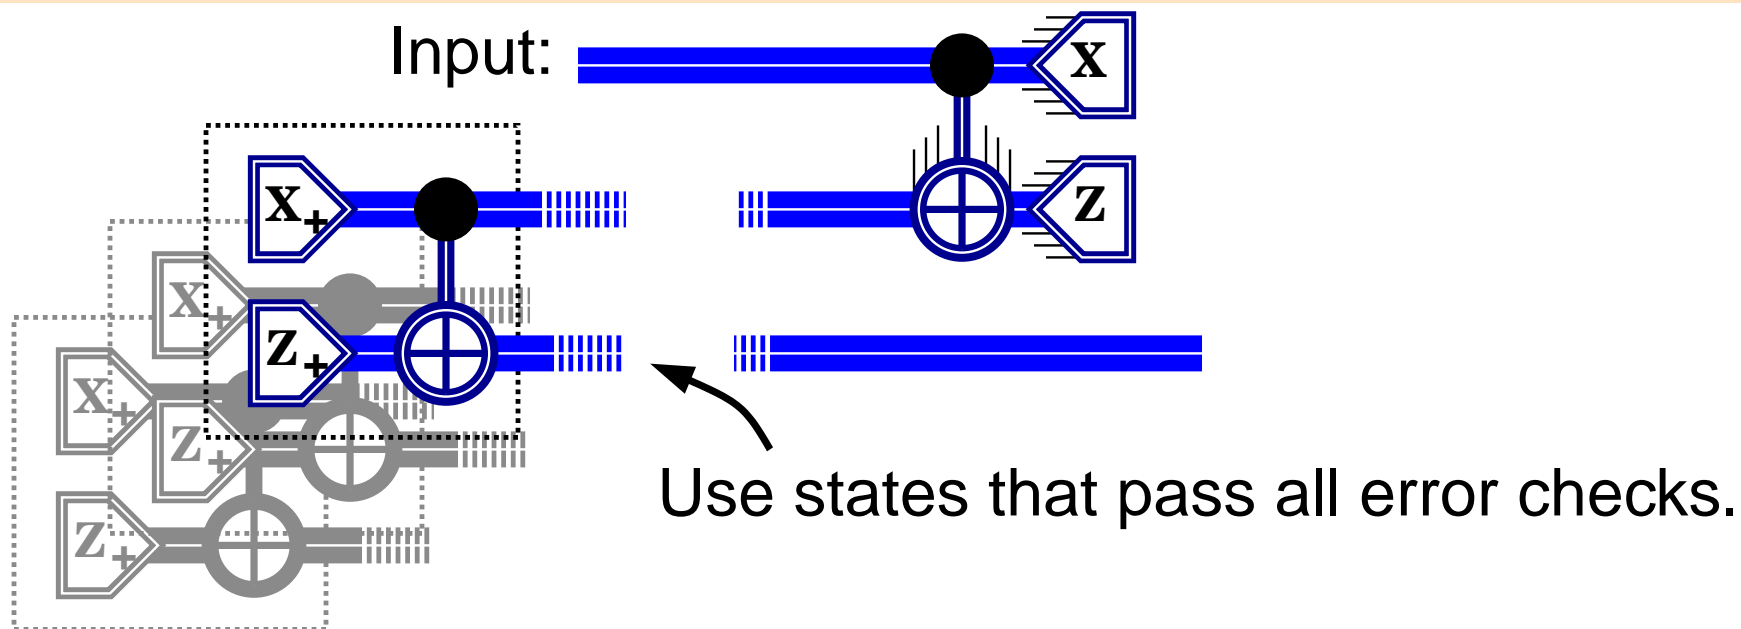 Input:
x
x+
z
x+
z+
x+
z+
z+
Use states that pass all error checks.